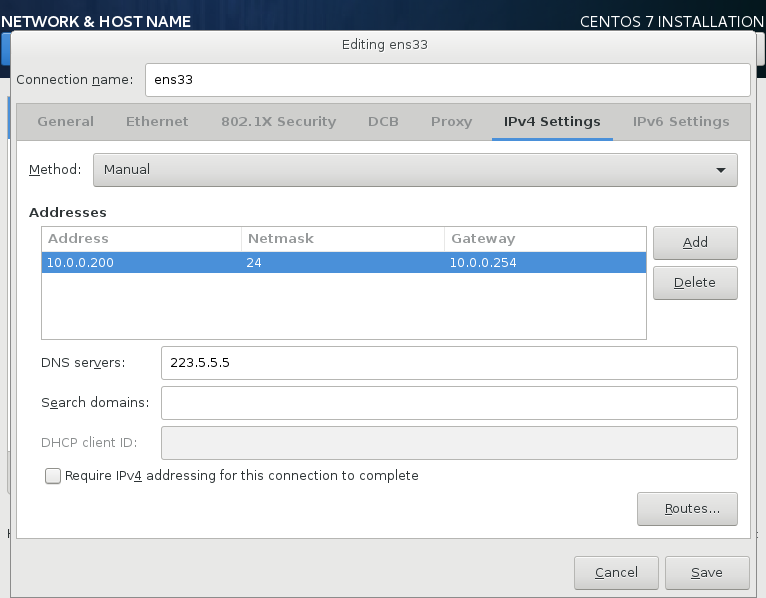 NETWORK & HOST NAME CENTOS 7 INSTALLATION
Editing ens33
Connection name: ens33
General Ethernet 802.1X Security DCB Proxy IPv4 Settings IPv6 Settings
Method: Manual
Addresses
Address Netmask Gateway
Add
10.0.0.200 24 10.0.0.254
Delete
DNS servers: 223.5.5.5
Search domains:
DHCP client ID:
Require IPv4 addressing for this connection to complete
Routes...
Cancel Save